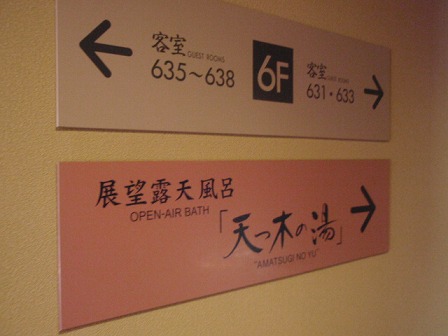 客室 GUEST ROOMS
635～638
6F
客室 GUEST ROOMS
631・633
展望露天風呂
OPEN-AIR BATH
「天つ木の湯」
"AMATSUGI NO YU"